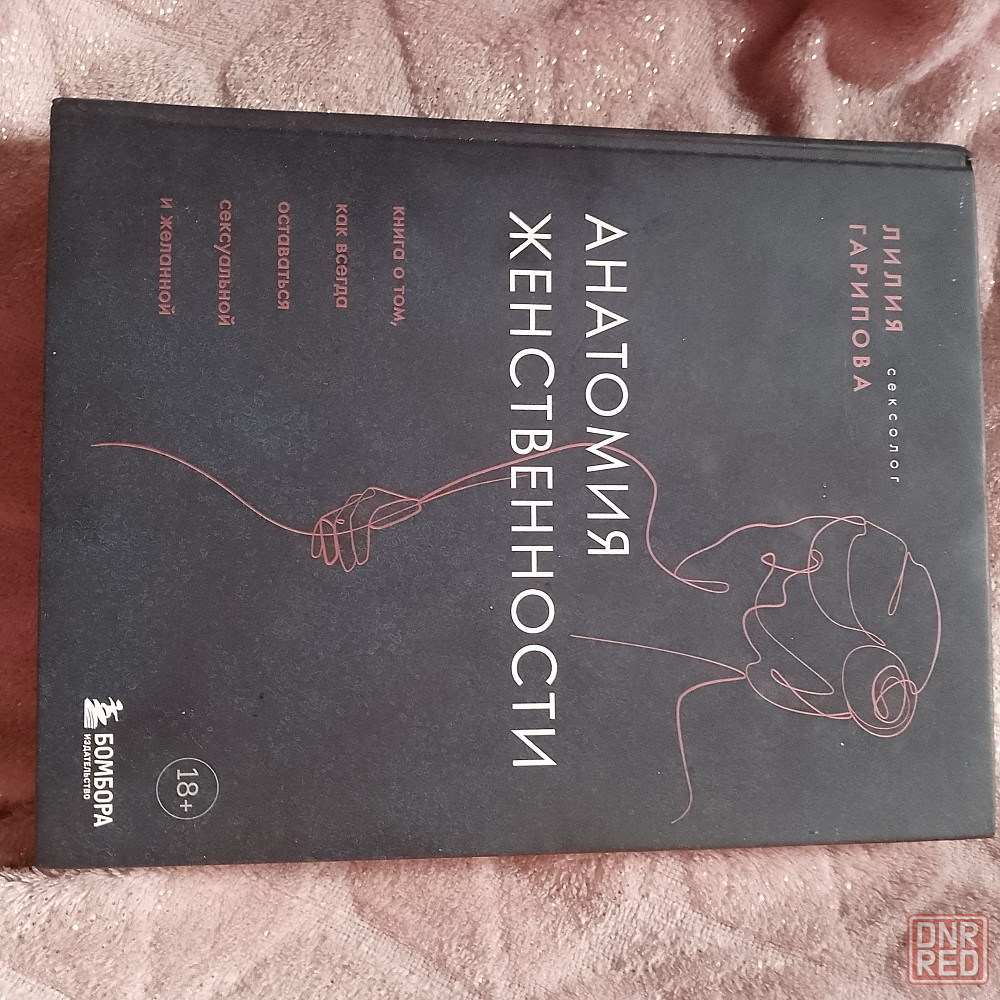 ЛИЛИЯ
ГАРИПОВА
сексолог
АНАТОМИЯ
ЖЕНСТВЕННОСТИ
книга о том,
как всегда
оставаться
сексуальной
и желанной
18+
БОМБОРА
ИЗДАТЕЛЬСТВО
DNR
RED